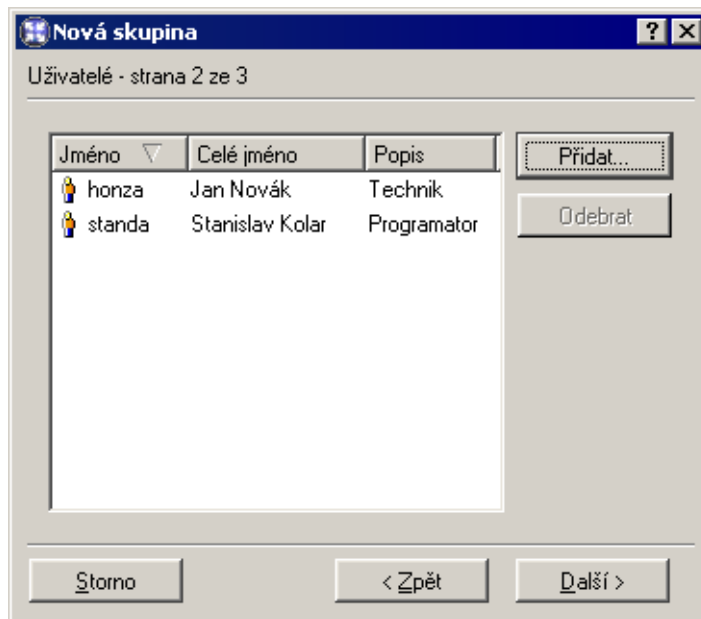 Nová skupina
Uživatelé - strana 2 ze 3
Jméno Celé jméno Popis
honza Jan Novák Technik
standa Stanislav Kolar Programator
Přidat...
Odebrat
Storno < Zpět Další >